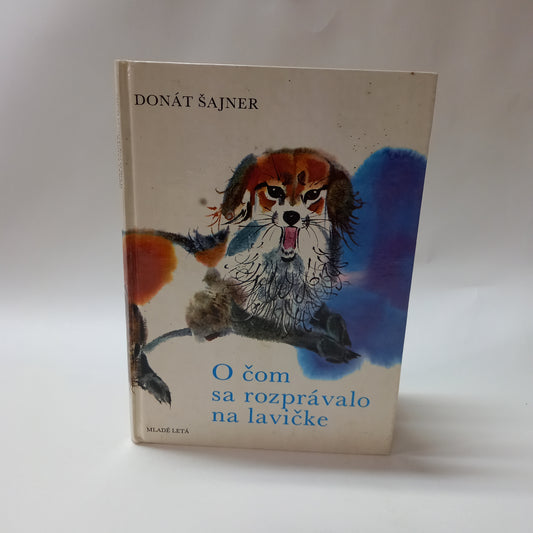 DONÁT ŠAJNER
O čom
sa rozprávalo
na lavičke
MLADÉ LETÁ